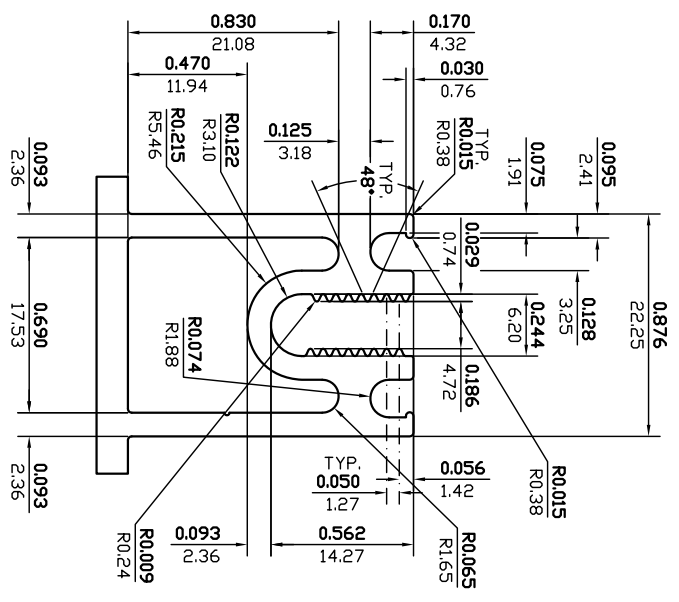 0.830
21.08
0.170
4.32
0.470
11.94
0.030
0.76
0.125
3.18
R0.122
R3.10
R0.215
R5.46
TYP.
48°
TYP.
R0.015
R0.38
0.075
1.91
0.095
2.41
0.093
2.36
0.029
0.74
0.690
17.53
R0.074
R1.88
0.244
6.20
0.128
3.25
0.876
22.25
0.186
4.72
0.093
2.36
TYP.
0.050
1.27
0.056
1.42
R0.015
R0.38
R0.009
R0.24
0.093
2.36
0.562
14.27
R0.065
R1.65